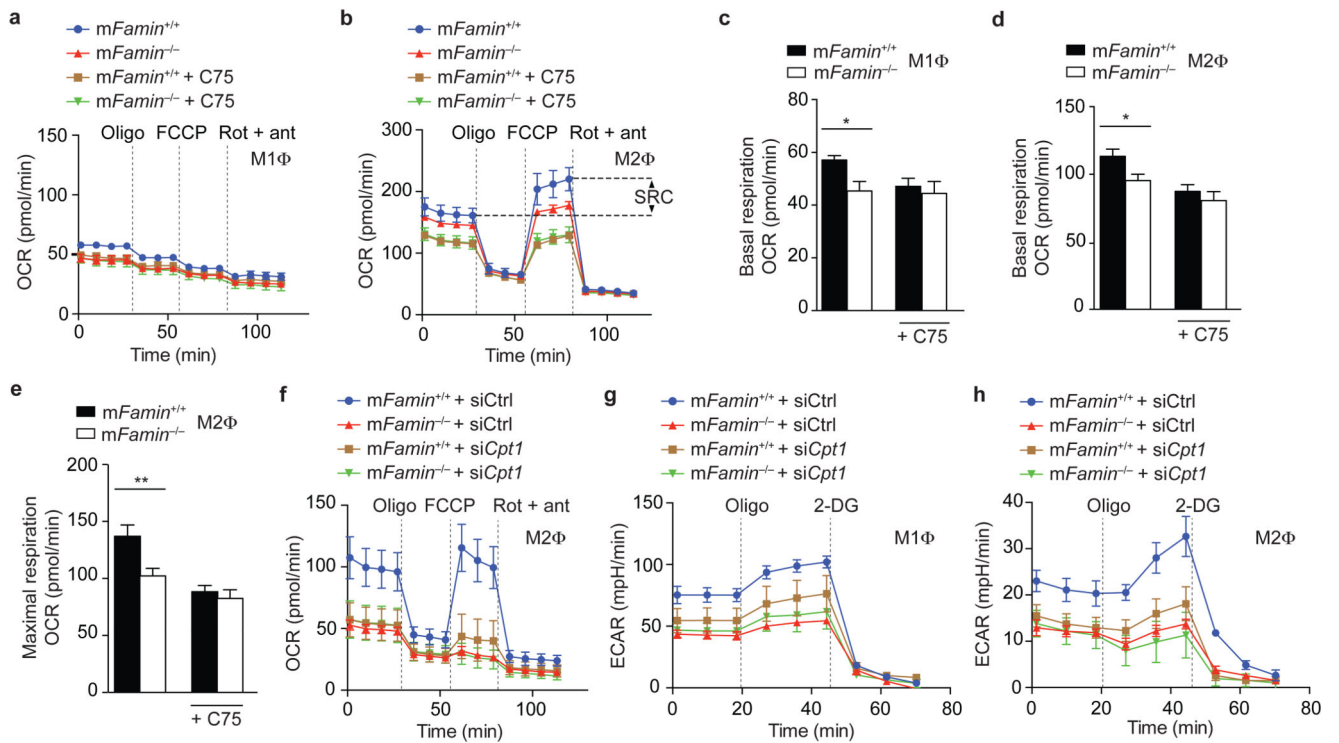 a
mFamin+/+
mFamin−/−
mFamin+/+ + C75
mFamin−/− + C75
Oligo FCCP Rot + ant
M1Φ
OCR (pmol/min)
150
100
50
0
0 50 100
Time (min)
b
mFamin+/+
mFamin−/−
mFamin+/+ + C75
mFamin−/− + C75
Oligo FCCP Rot + ant
M2Φ
SRC
OCR (pmol/min)
300
200
100
0
0 50 100
Time (min)
c
mFamin+/+
mFamin−/−
M1Φ
Basal respiration
OCR (pmol/min)
80
60
40
20
0
*
+ C75
d
mFamin+/+
mFamin−/−
M2Φ
Basal respiration
OCR (pmol/min)
150
100
50
0
*
+ C75
e
mFamin+/+
mFamin−/−
M2Φ
Maximal respiration
OCR (pmol/min)
200
150
100
50
0
**
+ C75
f
mFamin+/+ + siCtrl
mFamin−/− + siCtrl
mFamin+/+ + siCpt1
mFamin−/− + siCpt1
Oligo FCCP Rot + ant
M2Φ
OCR (pmol/min)
150
100
50
0
0 50 100
Time (min)
g
mFamin+/+ + siCtrl
mFamin−/− + siCtrl
mFamin+/+ + siCpt1
mFamin−/− + siCpt1
Oligo 2-DG
M1Φ
ECAR (mpH/min)
150
100
50
0
0 20 40 60 80
Time (min)
h
mFamin+/+ + siCtrl
mFamin−/− + siCtrl
mFamin+/+ + siCpt1
mFamin−/− + siCpt1
Oligo 2-DG
M2Φ
ECAR (mpH/min)
40
30
20
10
0
0 20 40 60 80
Time (min)